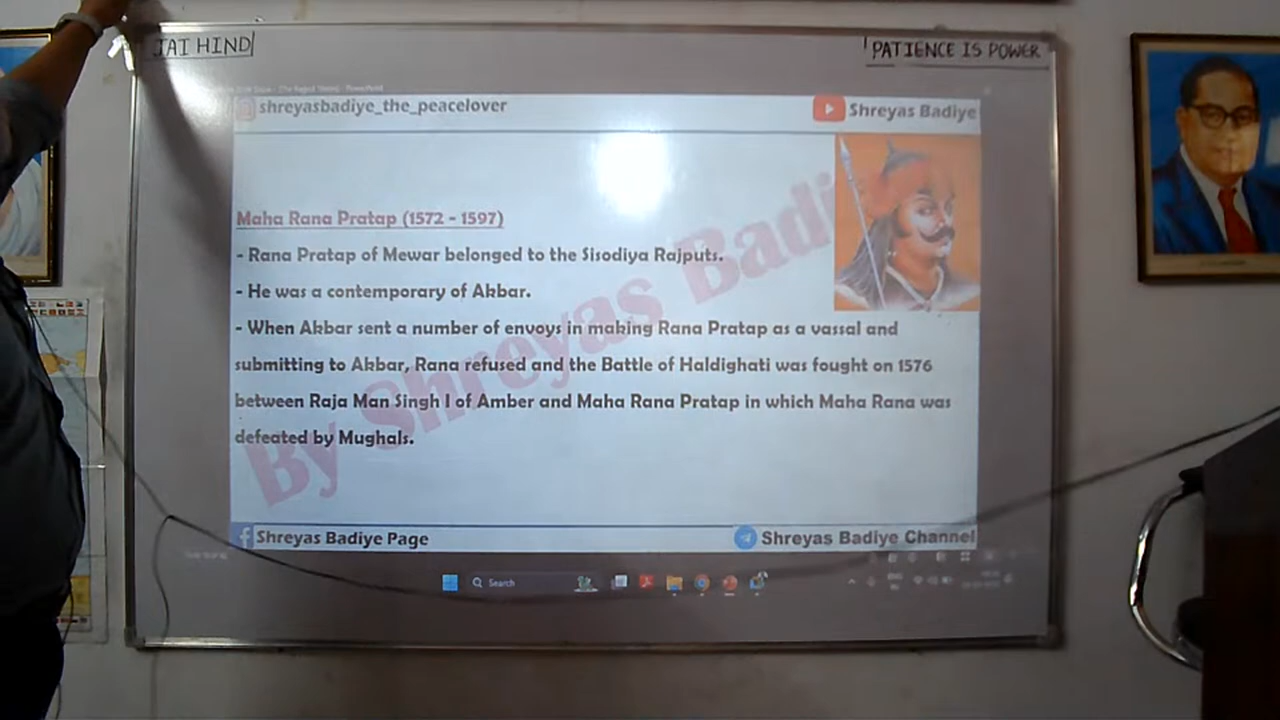 JAI HIND
PATIENCE IS POWER
shreyasbadiye_the_peacelover
Shreyas Badiye
Maha Rana Pratap (1572 - 1597)
- Rana Pratap of Mewar belonged to the Sisodiya Rajputs.
- He was a contemporary of Akbar.
- When Akbar sent a number of envoys in making Rana Pratap as a vassal and
submitting to Akbar, Rana refused and the Battle of Haldighati was fought on 1576
between Raja Man Singh I of Amber and Maha Rana Pratap in which Maha Rana was
defeated by Mughals.
By Shreyas Badi
Shreyas Badiye Page
Shreyas Badiye Channel
Search